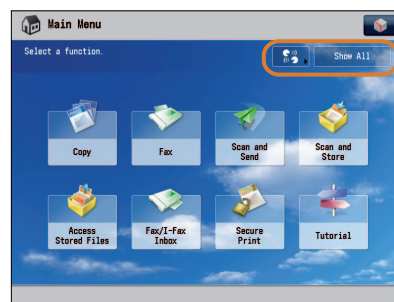 Main Menu
Select a function.
Show All
Copy
Fax
Scan and
Send
Scan and
Store
Access
Stored Files
Fax/I-Fax
Inbox
Secure
Print
Tutorial